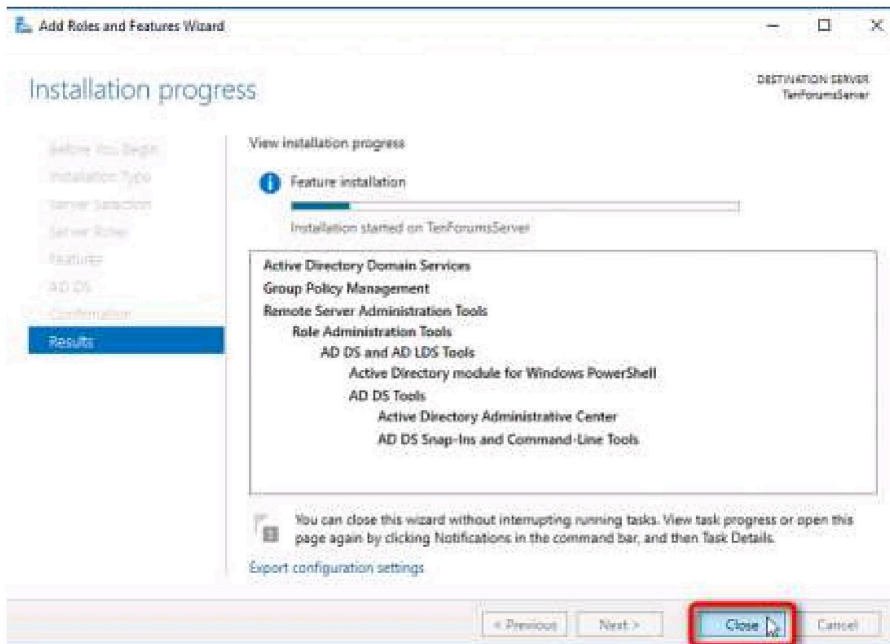 Add Roles and Features Wizard
Installation progress
DESTINATION SERVER
TenForumsServer
Before You Begin
Installation Type
Server Selection
Server Roles
Features
AD DS
Confirmation
Results
View installation progress
Feature installation
Installation started on TenForumsServer
Active Directory Domain Services
Group Policy Management
Remote Server Administration Tools
Role Administration Tools
AD DS and AD LDS Tools
Active Directory module for Windows PowerShell
AD DS Tools
Active Directory Administrative Center
AD DS Snap-Ins and Command-Line Tools
You can close this wizard without interrupting running tasks. View task progress or open this
page again by clicking Notifications in the command bar, and then Task Details.
Export configuration settings
< Previous
Next >
Close
Cancel